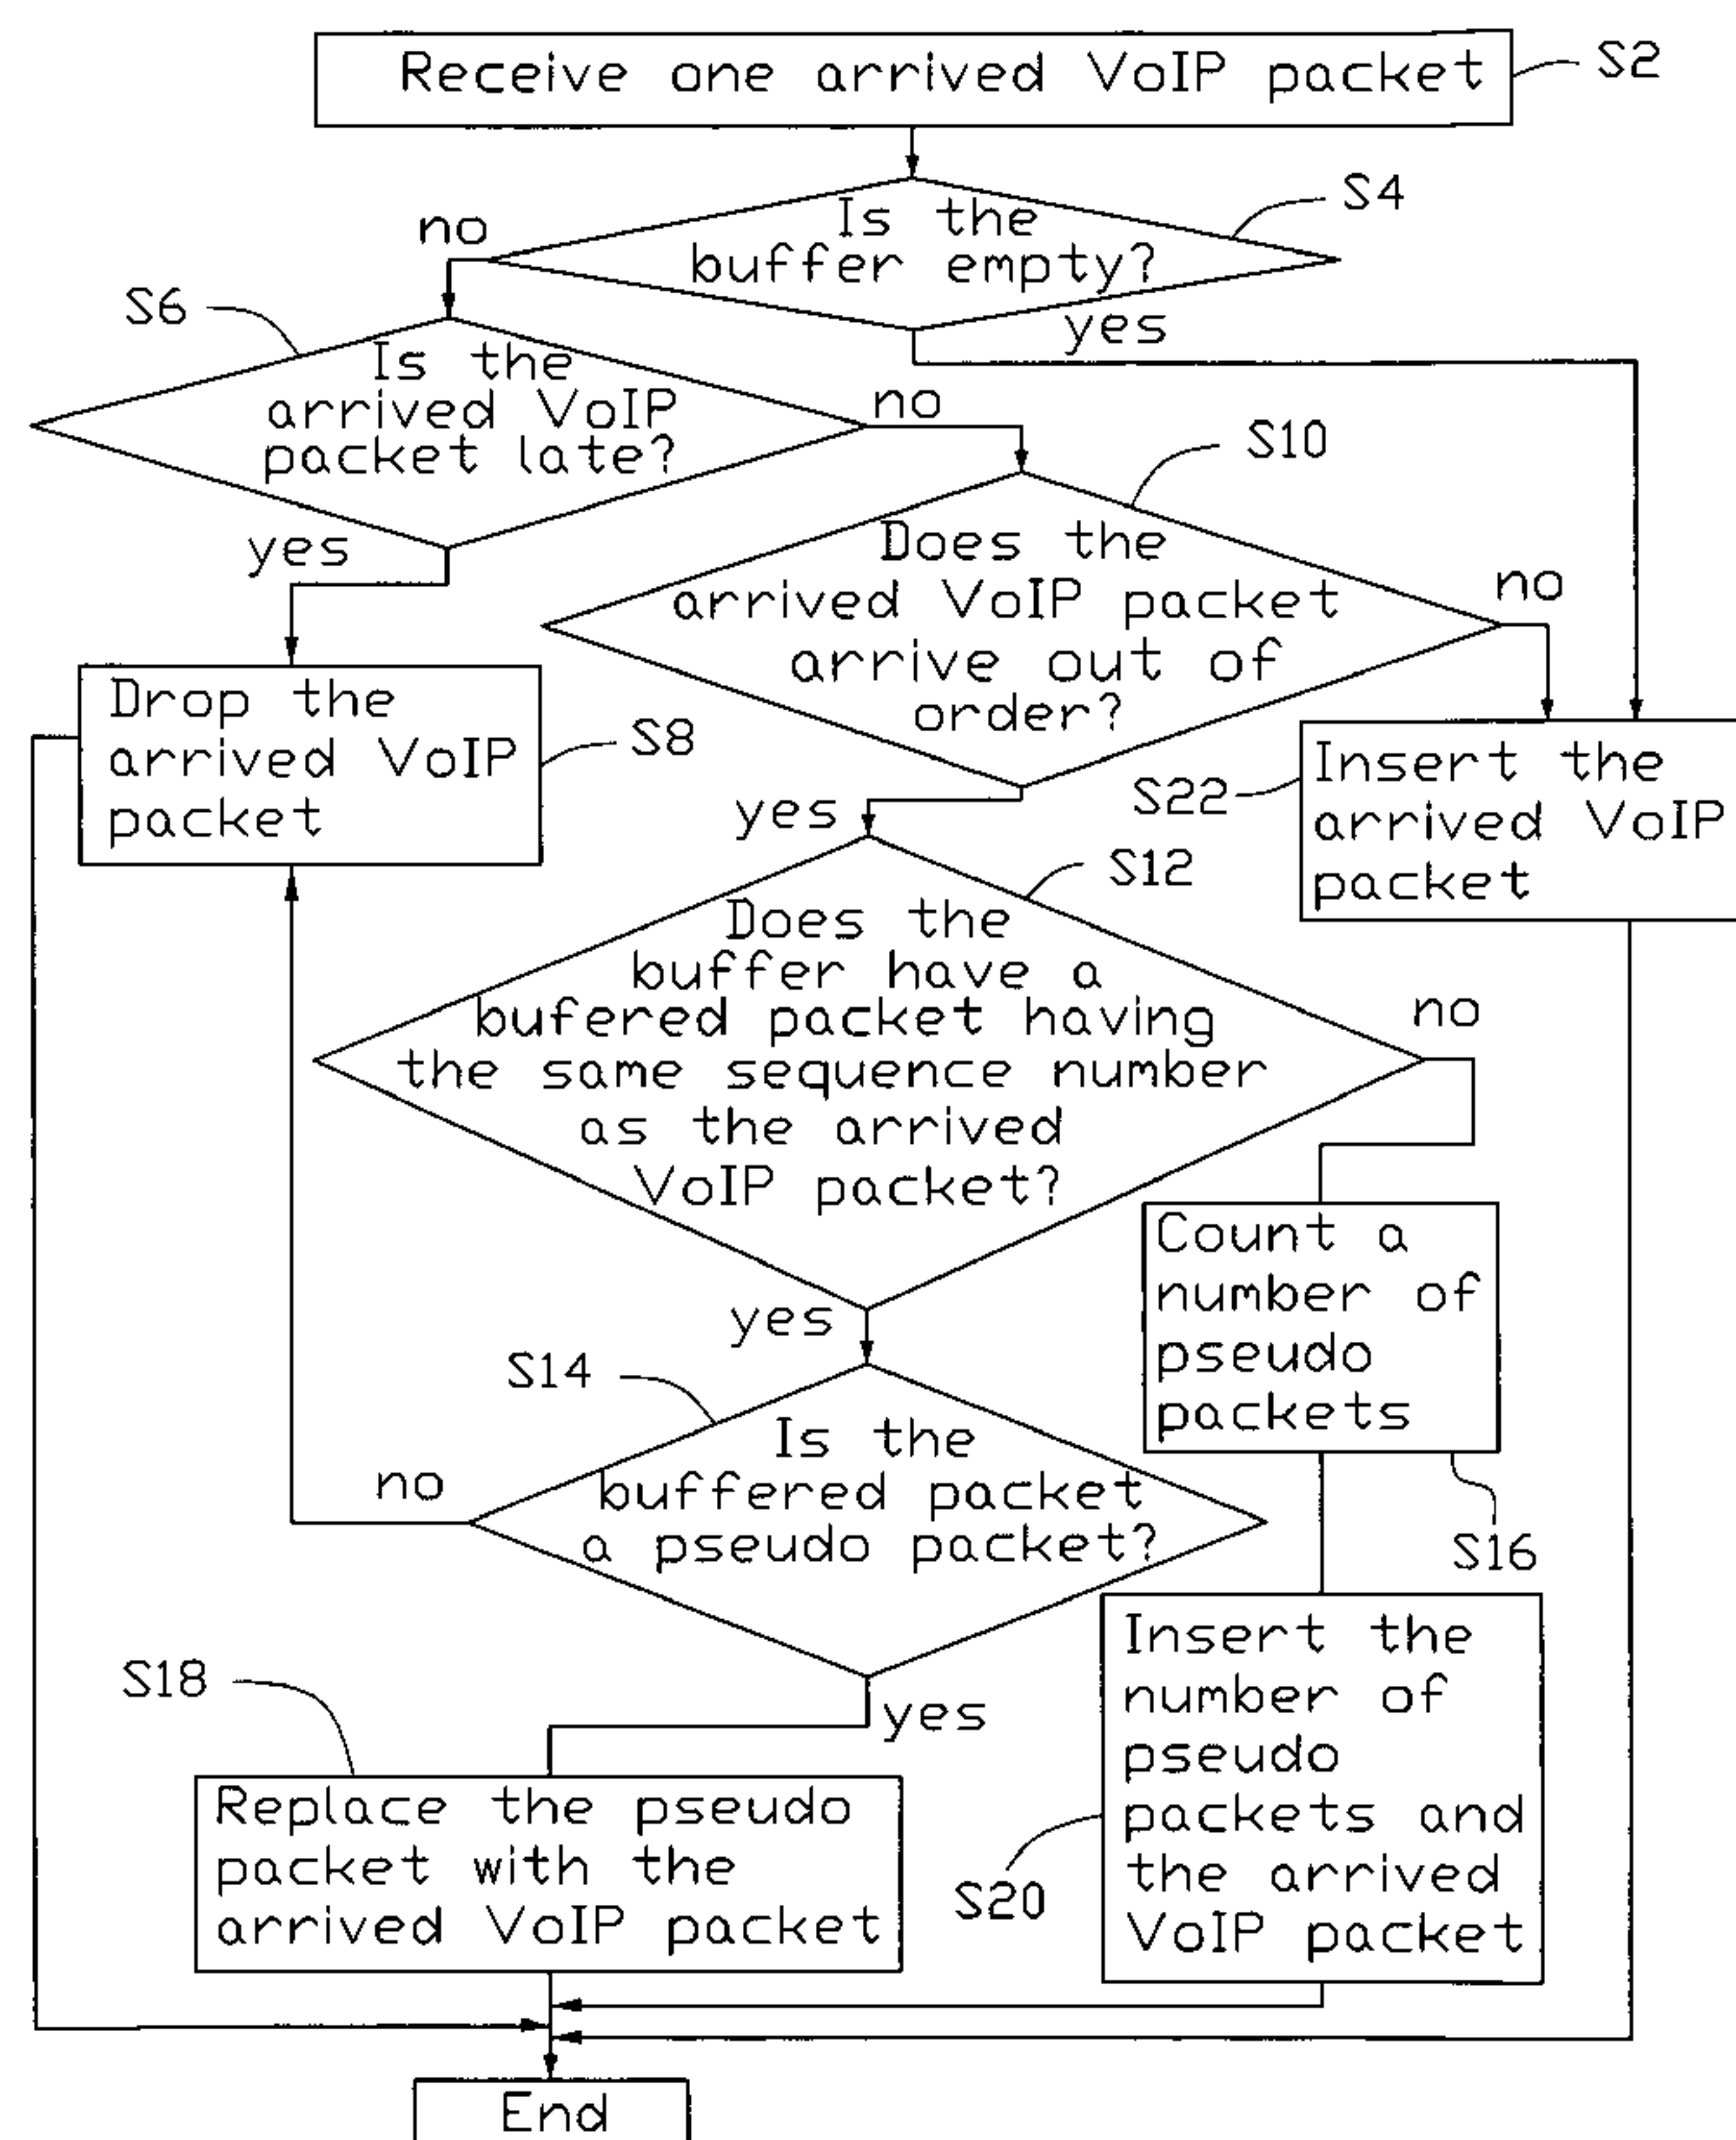 Receive one arrived VoIP packet
S2
S4
Is the
buffer empty?
no
yes
S6
Is the
arrived VoIP
packet late?
no
yes
S10
Does the
arrived VoIP packet
arrive out of
order?
no
yes
Drop the
arrived VoIP
packet
S8
S22
Insert the
arrived VoIP
packet
S12
Does the
buffer have a
bufered packet having
the same sequence number
as the arrived
VoIP packet?
no
yes
Count a
number of
pseudo
packets
S16
S14
Is the
buffered packet
a pseudo packet?
no
yes
S18
Replace the pseudo
packet with the
arrived VoIP packet
Insert the
number of
pseudo
packets and
the arrived
VoIP packet
S20
End